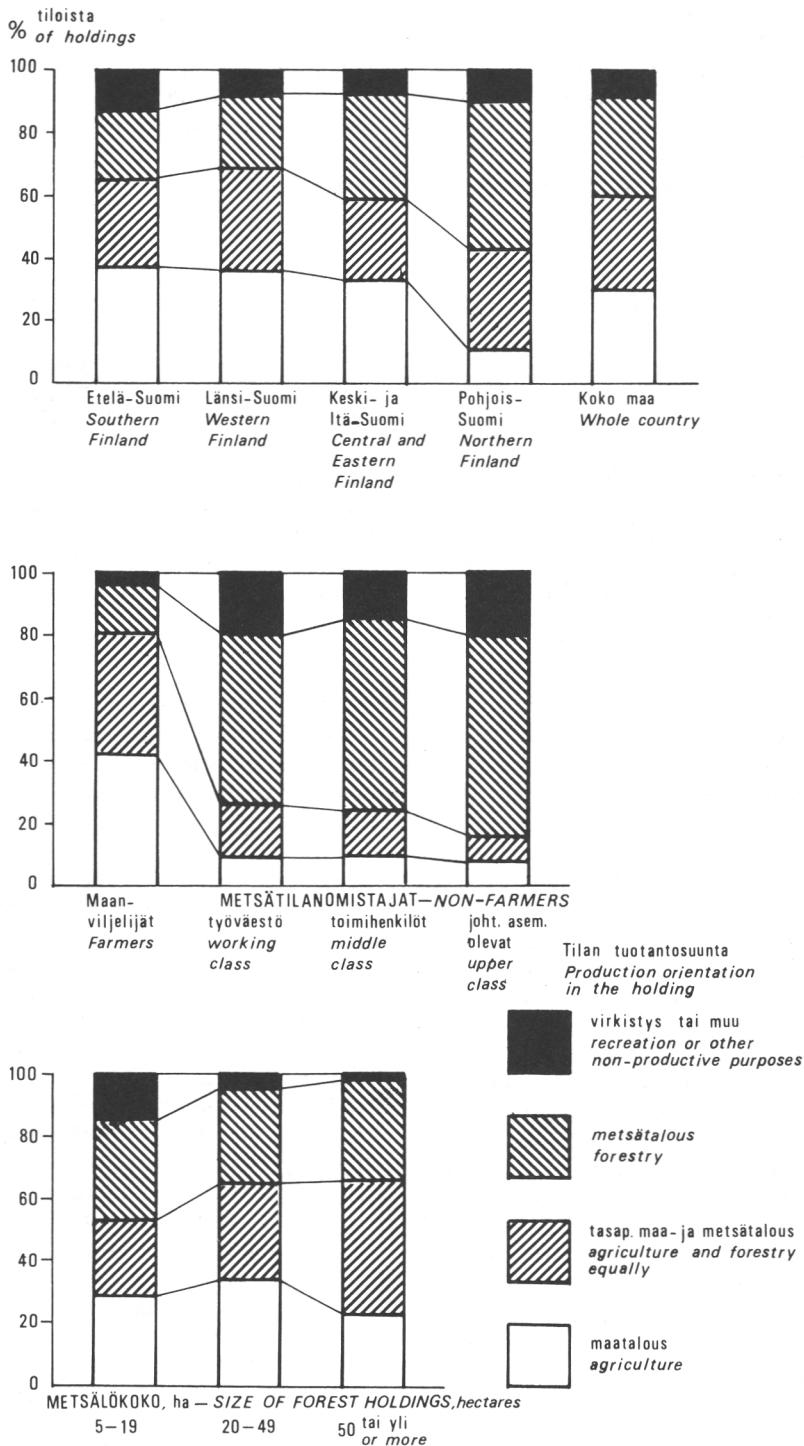 % tiloista
of holdings
100
80
60
40
20
0
Etelä-Suomi
Southern
Finland
Länsi-Suomi
Western
Finland
Keski- ja
Itä-Suomi
Central and
Eastern
Finland
Pohjois-
Suomi
Northern
Finland
Koko maa
Whole country
100
80
60
40
20
0
Maan-
viljelijät
Farmers
METSÄTILANOMISTAJAT—NON-FARMERS
työväestö
working
class
toimihenkilöt
middle
class
joht. asem.
olevat
upper
class
Tilan tuotantosuunta
Production orientation
in the holding
virkistys tai muu
recreation or other
non-productive purposes
metsätalous
forestry
tasap. maa- ja metsätalous
agriculture and forestry
equally
maatalous
agriculture
100
80
60
40
20
0
METSÄLÖKOKO, ha — SIZE OF FOREST HOLDINGS, hectares
5—19
20—49
50 tai yli
or more